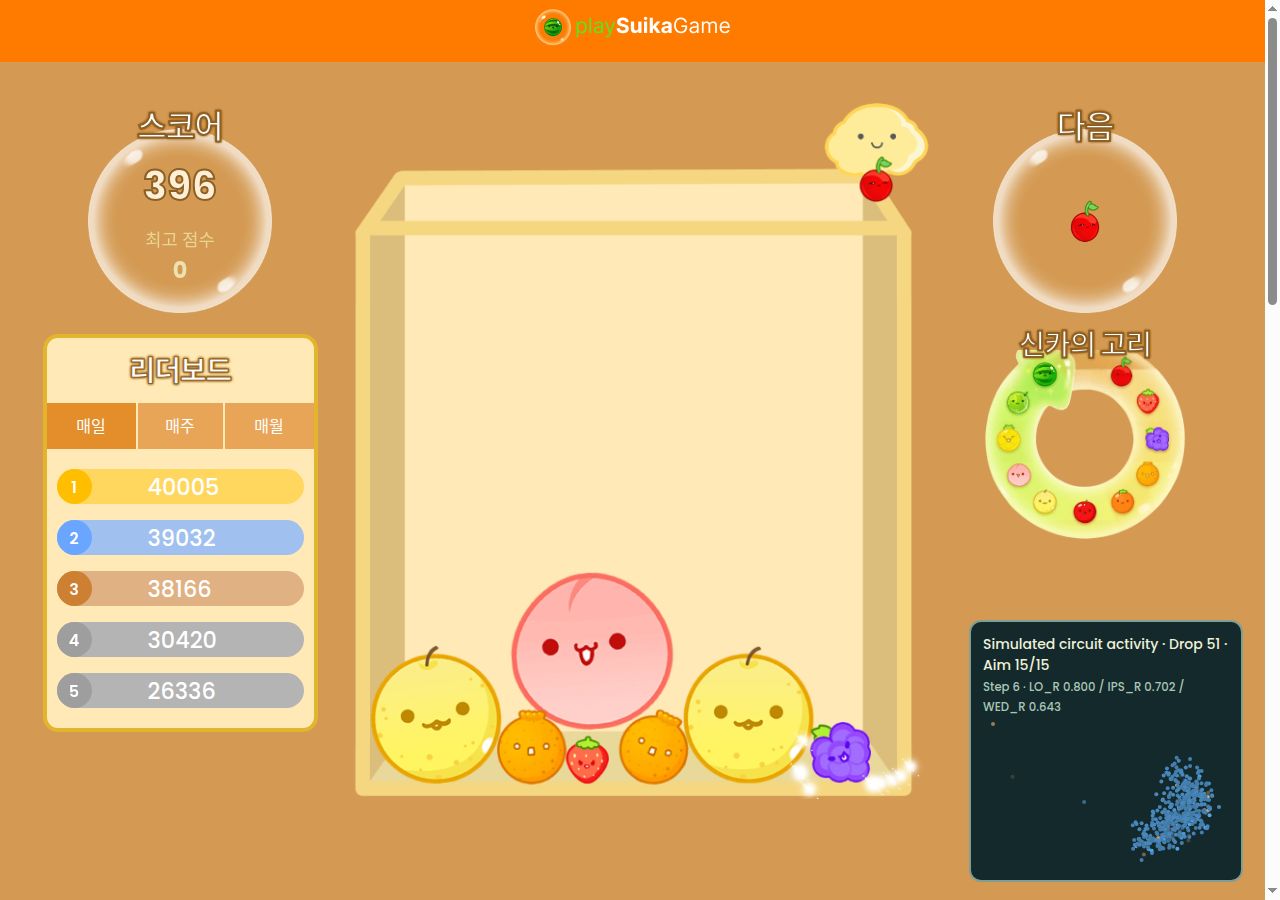 playSuikaGame
스코어
396
최고 점수
0
리더보드
매일 매주 매월
1 40005
2 39032
3 38166
4 30420
5 26336
다음
신카의 고리
Simulated circuit activity · Drop 51 ·
Aim 15/15
Step 6 · LO_R 0.800 / IPS_R 0.702 /
WED_R 0.643